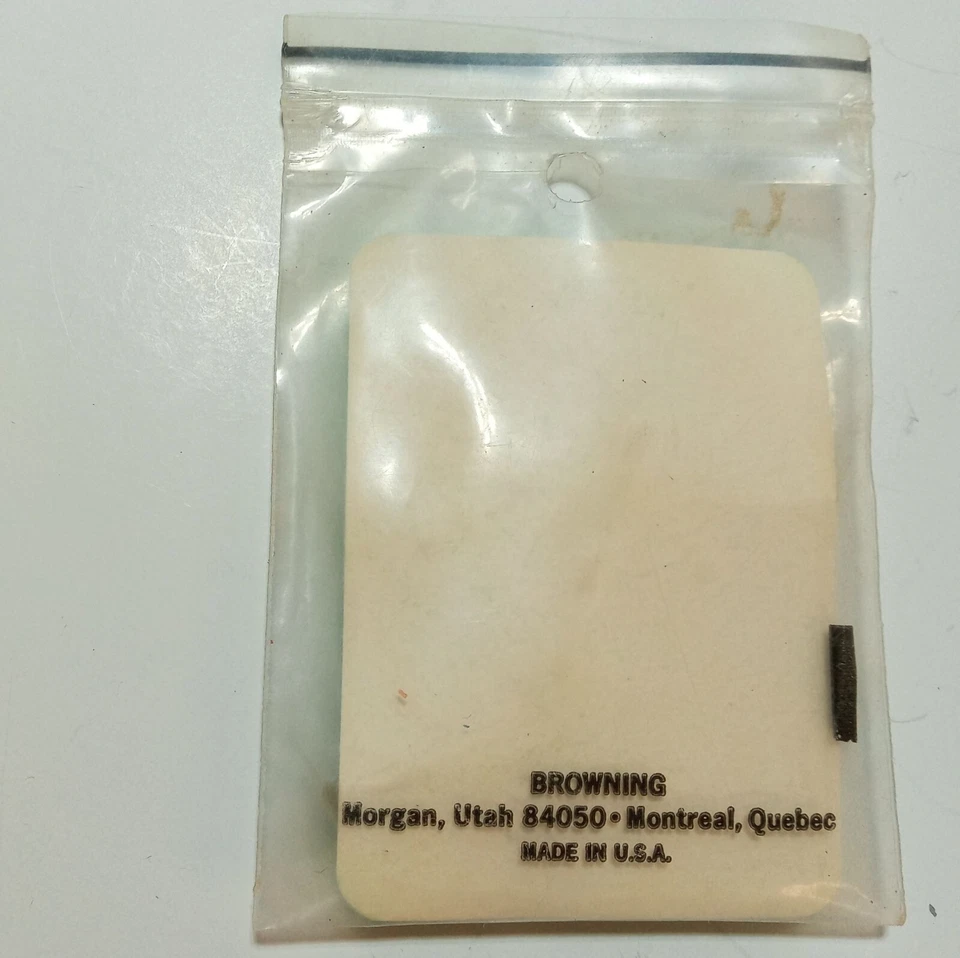 BROWNING
Morgan, Utah 84050 • Montreal, Quebec
MADE IN U.S.A.